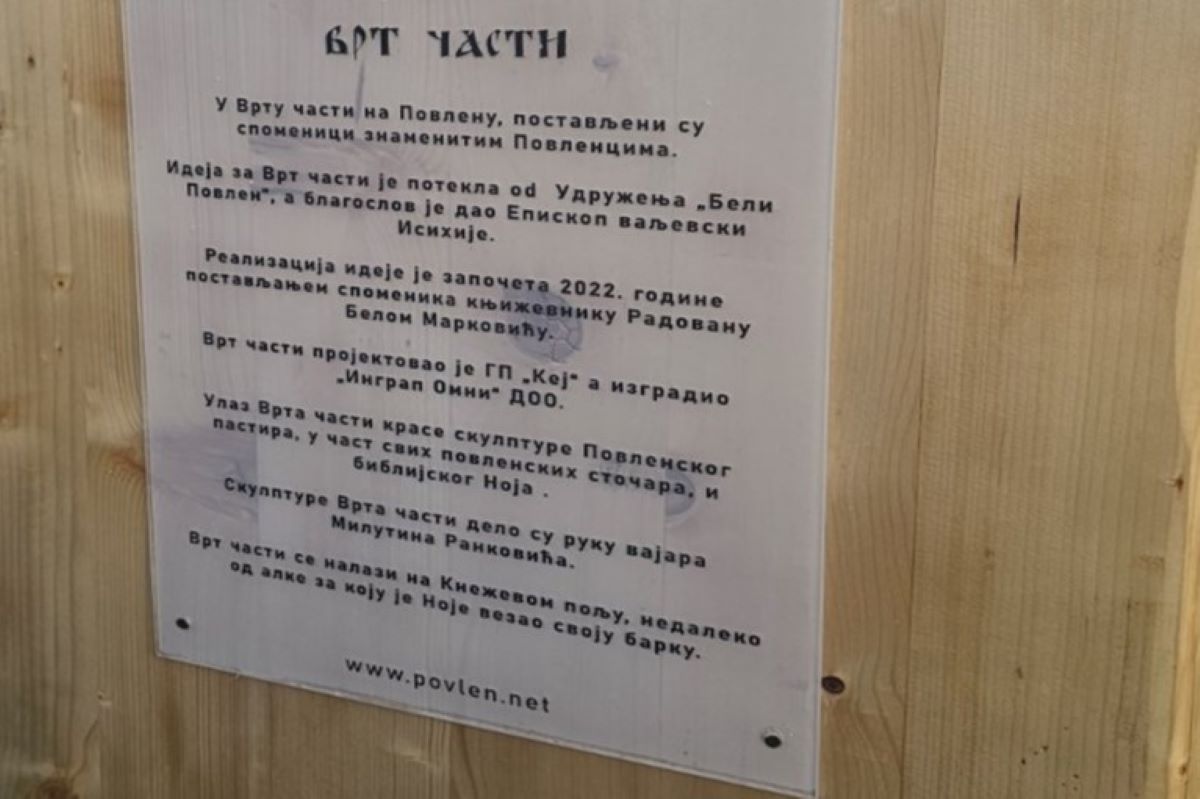 ВРТ ЧАСТИ
У Врту части на Повлену, постављени су
споменици знаменитим Повленцима.
Идеја за Врт части је потекла od Удружења „Бели
Повлен“, а благослов је дао Епископ ваљевски
Исихије.
Реализација идеје је започета 2022. године
постављањем споменика књижевнику Радовану
Белом Марковићу.
Врт части пројектовао је ГП „Кеј“ а изградио
„Инграп Омни“ ДОО.
Улаз Врта части красе скулптуре Повленског
пастира, у част свих повленских сточара, и
библијског Ноја .
Скулптуре Врта части дело су руку вајара
Милутина Ранковића.
Врт части се налази на Кнежевом пољу, недалеко
од алке за коју је Ноје везао своју барку.
www.povlen.net